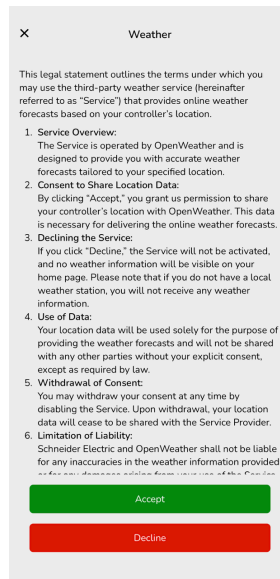 Weather
This legal statement outlines the terms under which you
may use the third-party weather service (hereinafter
referred to as “Service”) that provides online weather
forecasts based on your controller’s location.
1. Service Overview:
The Service is operated by OpenWeather and is
designed to provide you with accurate weather
forecasts tailored to your specified location.
2. Consent to Share Location Data:
By clicking “Accept,” you grant us permission to share
your controller’s location with OpenWeather. This data
is necessary for delivering the online weather forecasts.
3. Declining the Service:
If you click “Decline,” the Service will not be activated,
and no weather information will be visible on your
home page. Please note that if you do not have a local
weather station, you will not receive any weather
information.
4. Use of Data:
Your location data will be used solely for the purpose of
providing the weather forecasts and will not be shared
with any other parties without your explicit consent,
except as required by law.
5. Withdrawal of Consent:
You may withdraw your consent at any time by
disabling the Service. Upon withdrawal, your location
data will cease to be shared with the Service Provider.
6. Limitation of Liability:
Schneider Electric and OpenWeather shall not be liable
for any inaccuracies in the weather information provided
or for any damages arising from your use of the Service
Accept
Decline